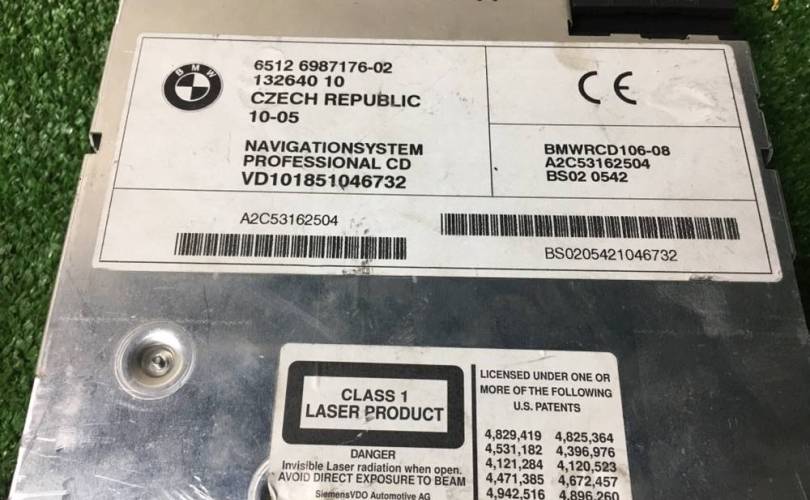 BMW
6512 6987176-02
132640 10
CZECH REPUBLIC
10-05
CE
NAVIGATIONSYSTEM
PROFESSIONAL CD
VD101851046732
BMWRCD106-08
A2C53162504
BS02 0542
A2C53162504
BS0205421046732
CLASS 1
LASER PRODUCT
DANGER
Invisible Laser radiation when open.
AVOID DIRECT EXPOSURE TO BEAM
SiemensVDO Automotive AG
LICENSED UNDER ONE OR
MORE OF THE FOLLOWING
U.S. PATENTS
4,829,419 4,825,364
4,531,182 4,396,976
4,121,284 4,120,523
4,471,385 4,672,457
4,942,516 4,896,260